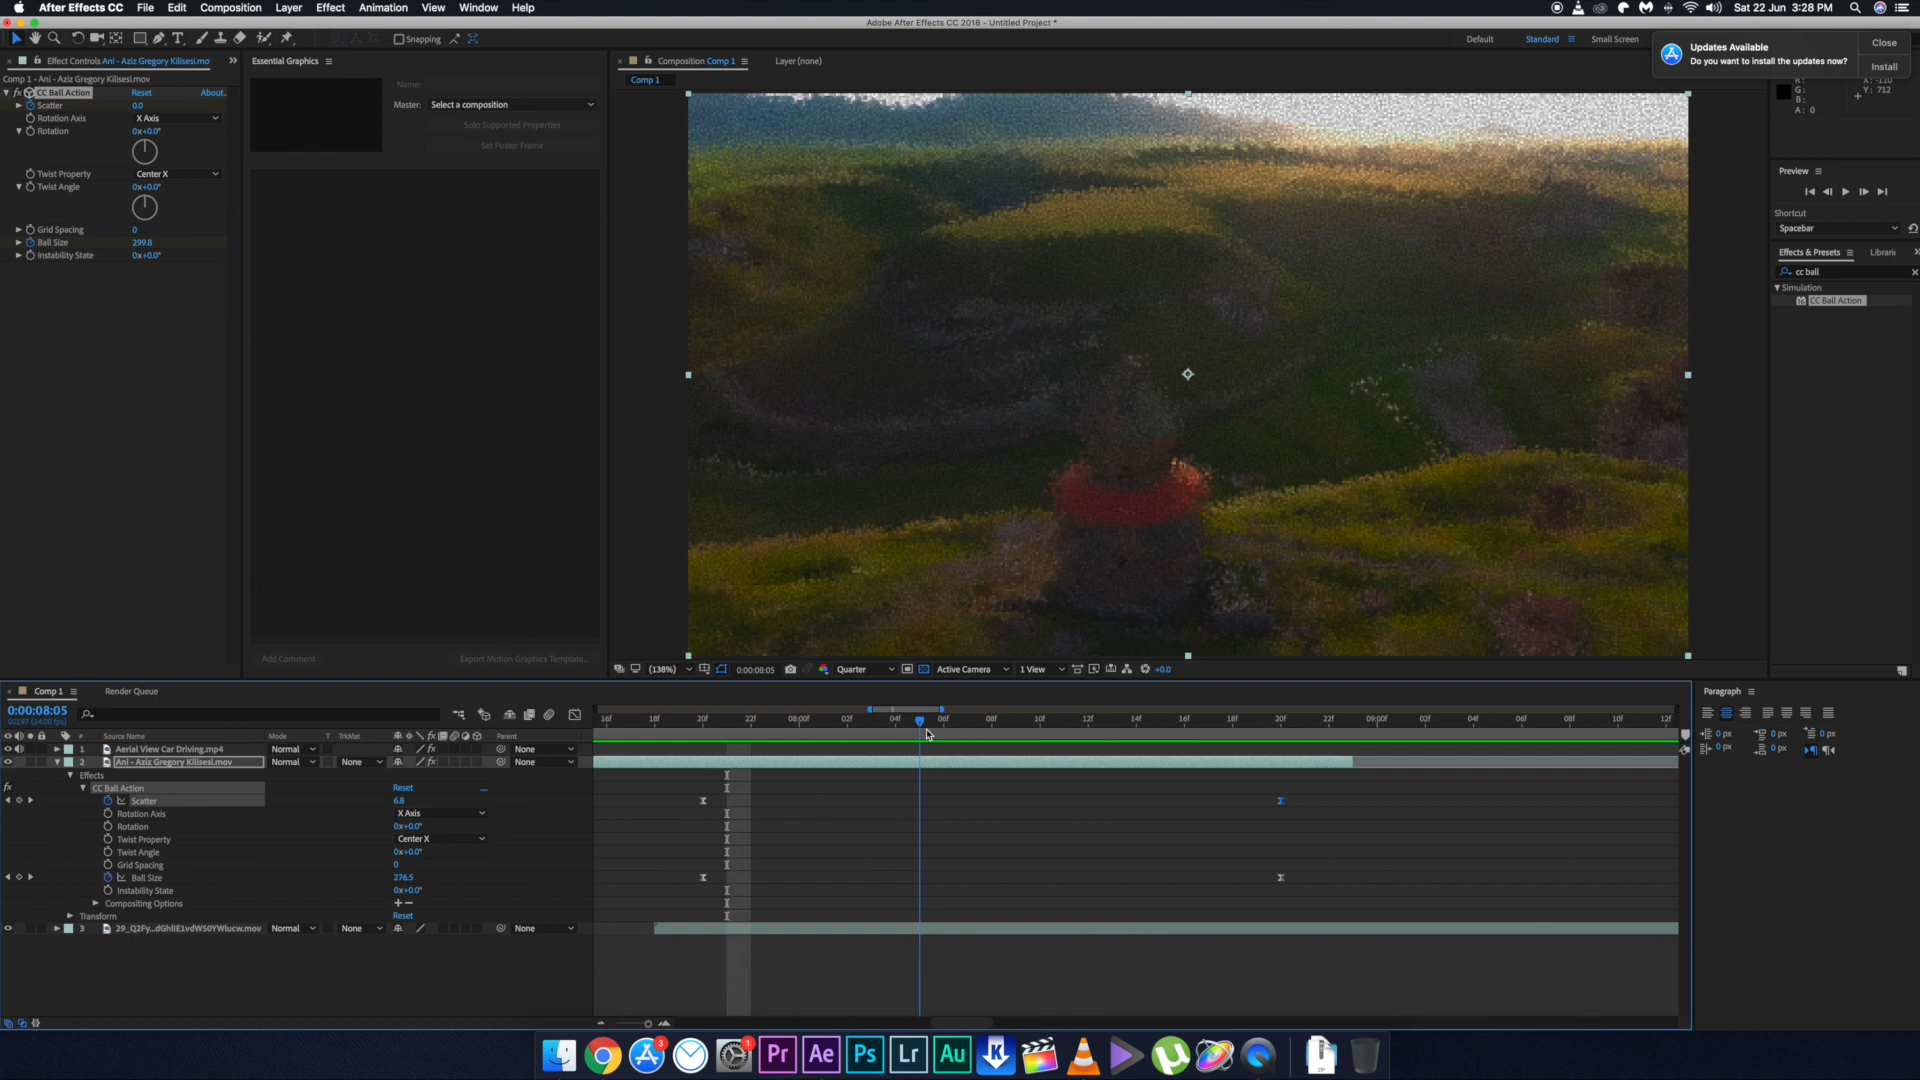 After Effects CC File Edit Composition Layer Effect Animation View Window Help Sat 22 Jun 3:28 PM
Adobe After Effects CC 2018 - Untitled Project *
Snapping Default Standard Small Screen
Updates Available Close
Do you want to install the updates now? Install
Effect Controls Ani - Aziz Gregory Kilisesi.mo
Comp 1 - Ani - Aziz Gregory Kilisesi.mov
fx CC Ball Action Reset About..
Scatter 0.0
Rotation Axis X Axis
Rotation 0x+0.0°
Twist Property Center X
Twist Angle 0x+0.0°
Grid Spacing 0
Ball Size 299.8
Instability State 0x+0.0°
Essential Graphics
Name:
Master: Select a composition
Solo Supported Properties
Set Poster Frame
Add Comment Export Motion Graphics Template...
Composition Comp 1 Layer (none)
Comp 1
(138%) 0:00:08:05 Quarter Active Camera 1 View +0.0
R: X: -110
G: Y: 712
B:
A: 0
Preview
Shortcut
Spacebar
Effects & Presets Librari
cc ball
Simulation
CC Ball Action
Comp 1 Render Queue
0:00:08:05
00197 (24.00 fps)
16f 18f 20f 22f 08:00f 02f 04f 06f 08f 10f 12f 14f 16f 18f 20f 22f 09:00f 02f 04f 06f 08f 10f 12f
# Source Name Mode T TrkMat Parent
1 Aerial View Car Driving.mp4 Normal None
2 Ani - Aziz Gregory Kilisesi.mov Normal None None
Effects
fx CC Ball Action Reset ...
Scatter 6.8
Rotation Axis X Axis
Rotation 0x+0.0°
Twist Property Center X
Twist Angle 0x+0.0°
Grid Spacing 0
Ball Size 276.5
Instability State 0x+0.0°
Compositing Options + –
Transform Reset
3 29_Q2Fy...dGhlIE1vdW50YWlucw.mov Normal None None
Paragraph
0 px 0 px 0 px
0 px 0 px
3 1 Pr Ae Ps Lr Au K ZIP